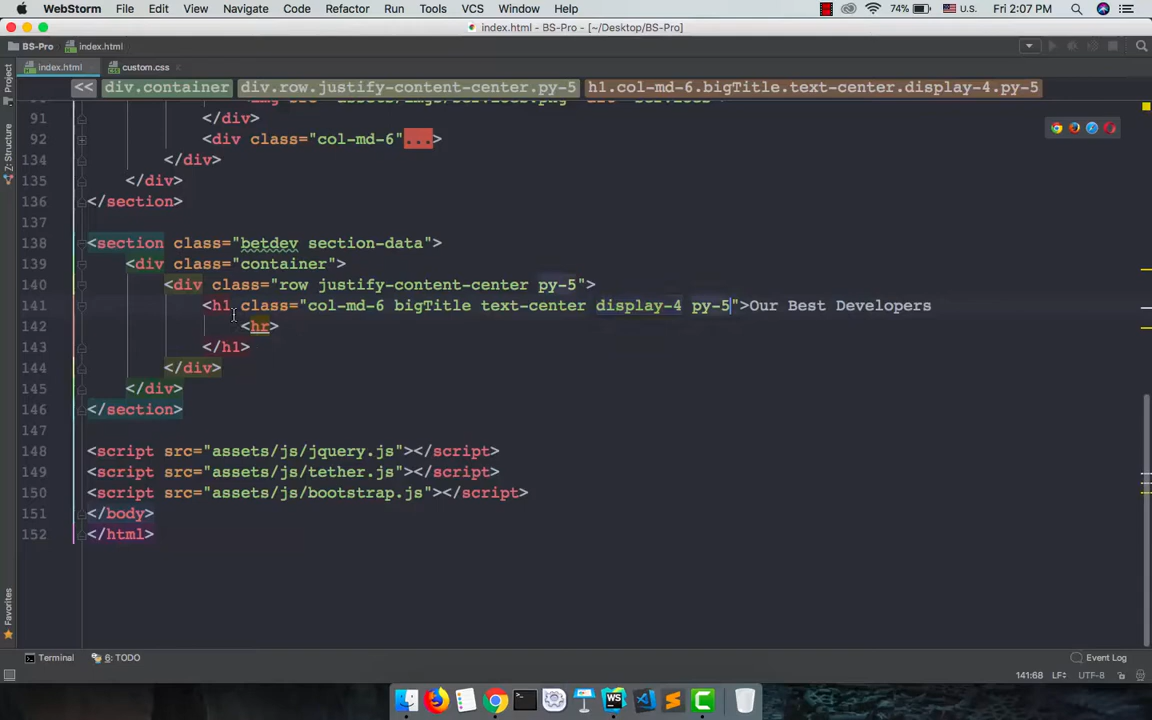 WebStorm File Edit View Navigate Code Refactor Run Tools VCS Window Help 74% U.S. Fri 2:07 PM
index.html - BS-Pro - [~/Desktop/BS-Pro]
BS-Pro index.html
index.html custom.css
<< div.container div.row.justify-content-center.py-5 h1.col-md-6.bigTitle.text-center.display-4.py-5
91 </div>
92 <div class="col-md-6"...>
134 </div>
135 </div>
136 </section>
137
138 <section class="betdev section-data">
139 <div class="container">
140 <div class="row justify-content-center py-5">
141 <h1 class="col-md-6 bigTitle text-center display-4 py-5">Our Best Developers
142 <hr>
143 </h1>
144 </div>
145 </div>
146 </section>
147
148 <script src="assets/js/jquery.js"></script>
149 <script src="assets/js/tether.js"></script>
150 <script src="assets/js/bootstrap.js"></script>
151 </body>
152 </html>
Project
Z: Structure
Favorites
Terminal 6: TODO Event Log
141:68 LF÷ UTF-8 ÷
WS